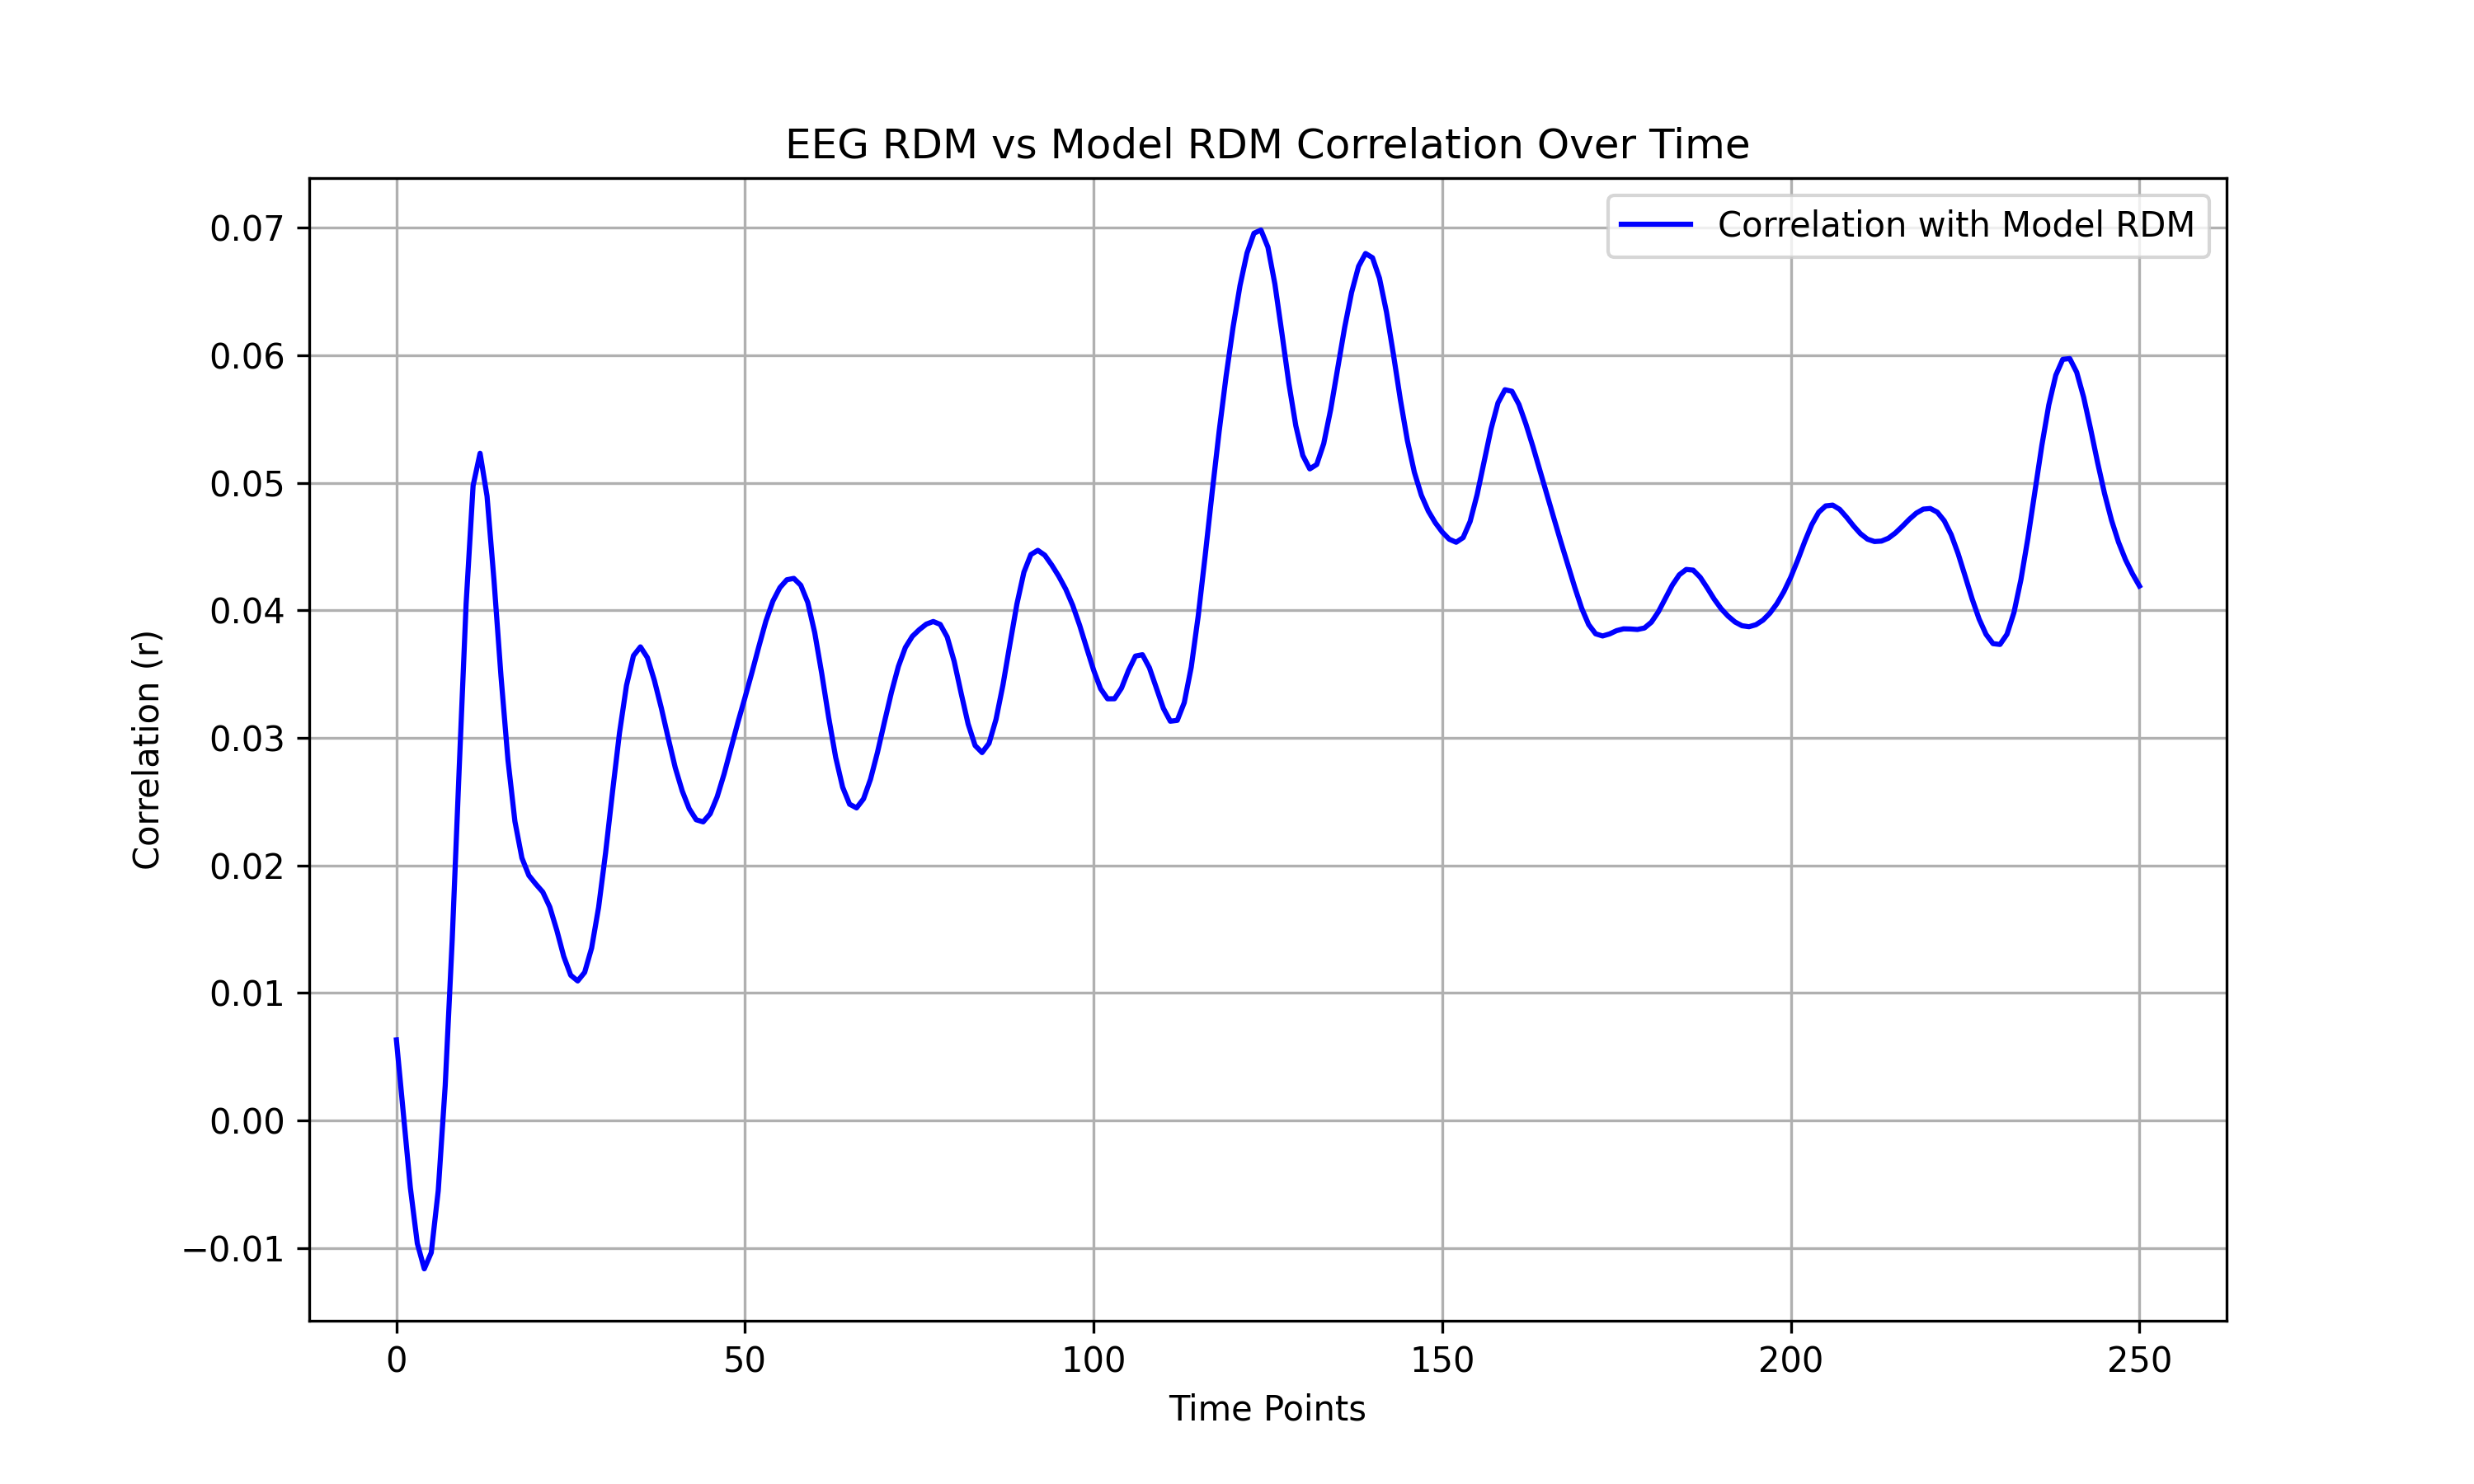 EEG RDM vs Model RDM Correlation Over Time
Correlation with Model RDM
Correlation (r)
0.07
0.06
0.05
0.04
0.03
0.02
0.01
0.00
−0.01
0 50 100 150 200 250
Time Points